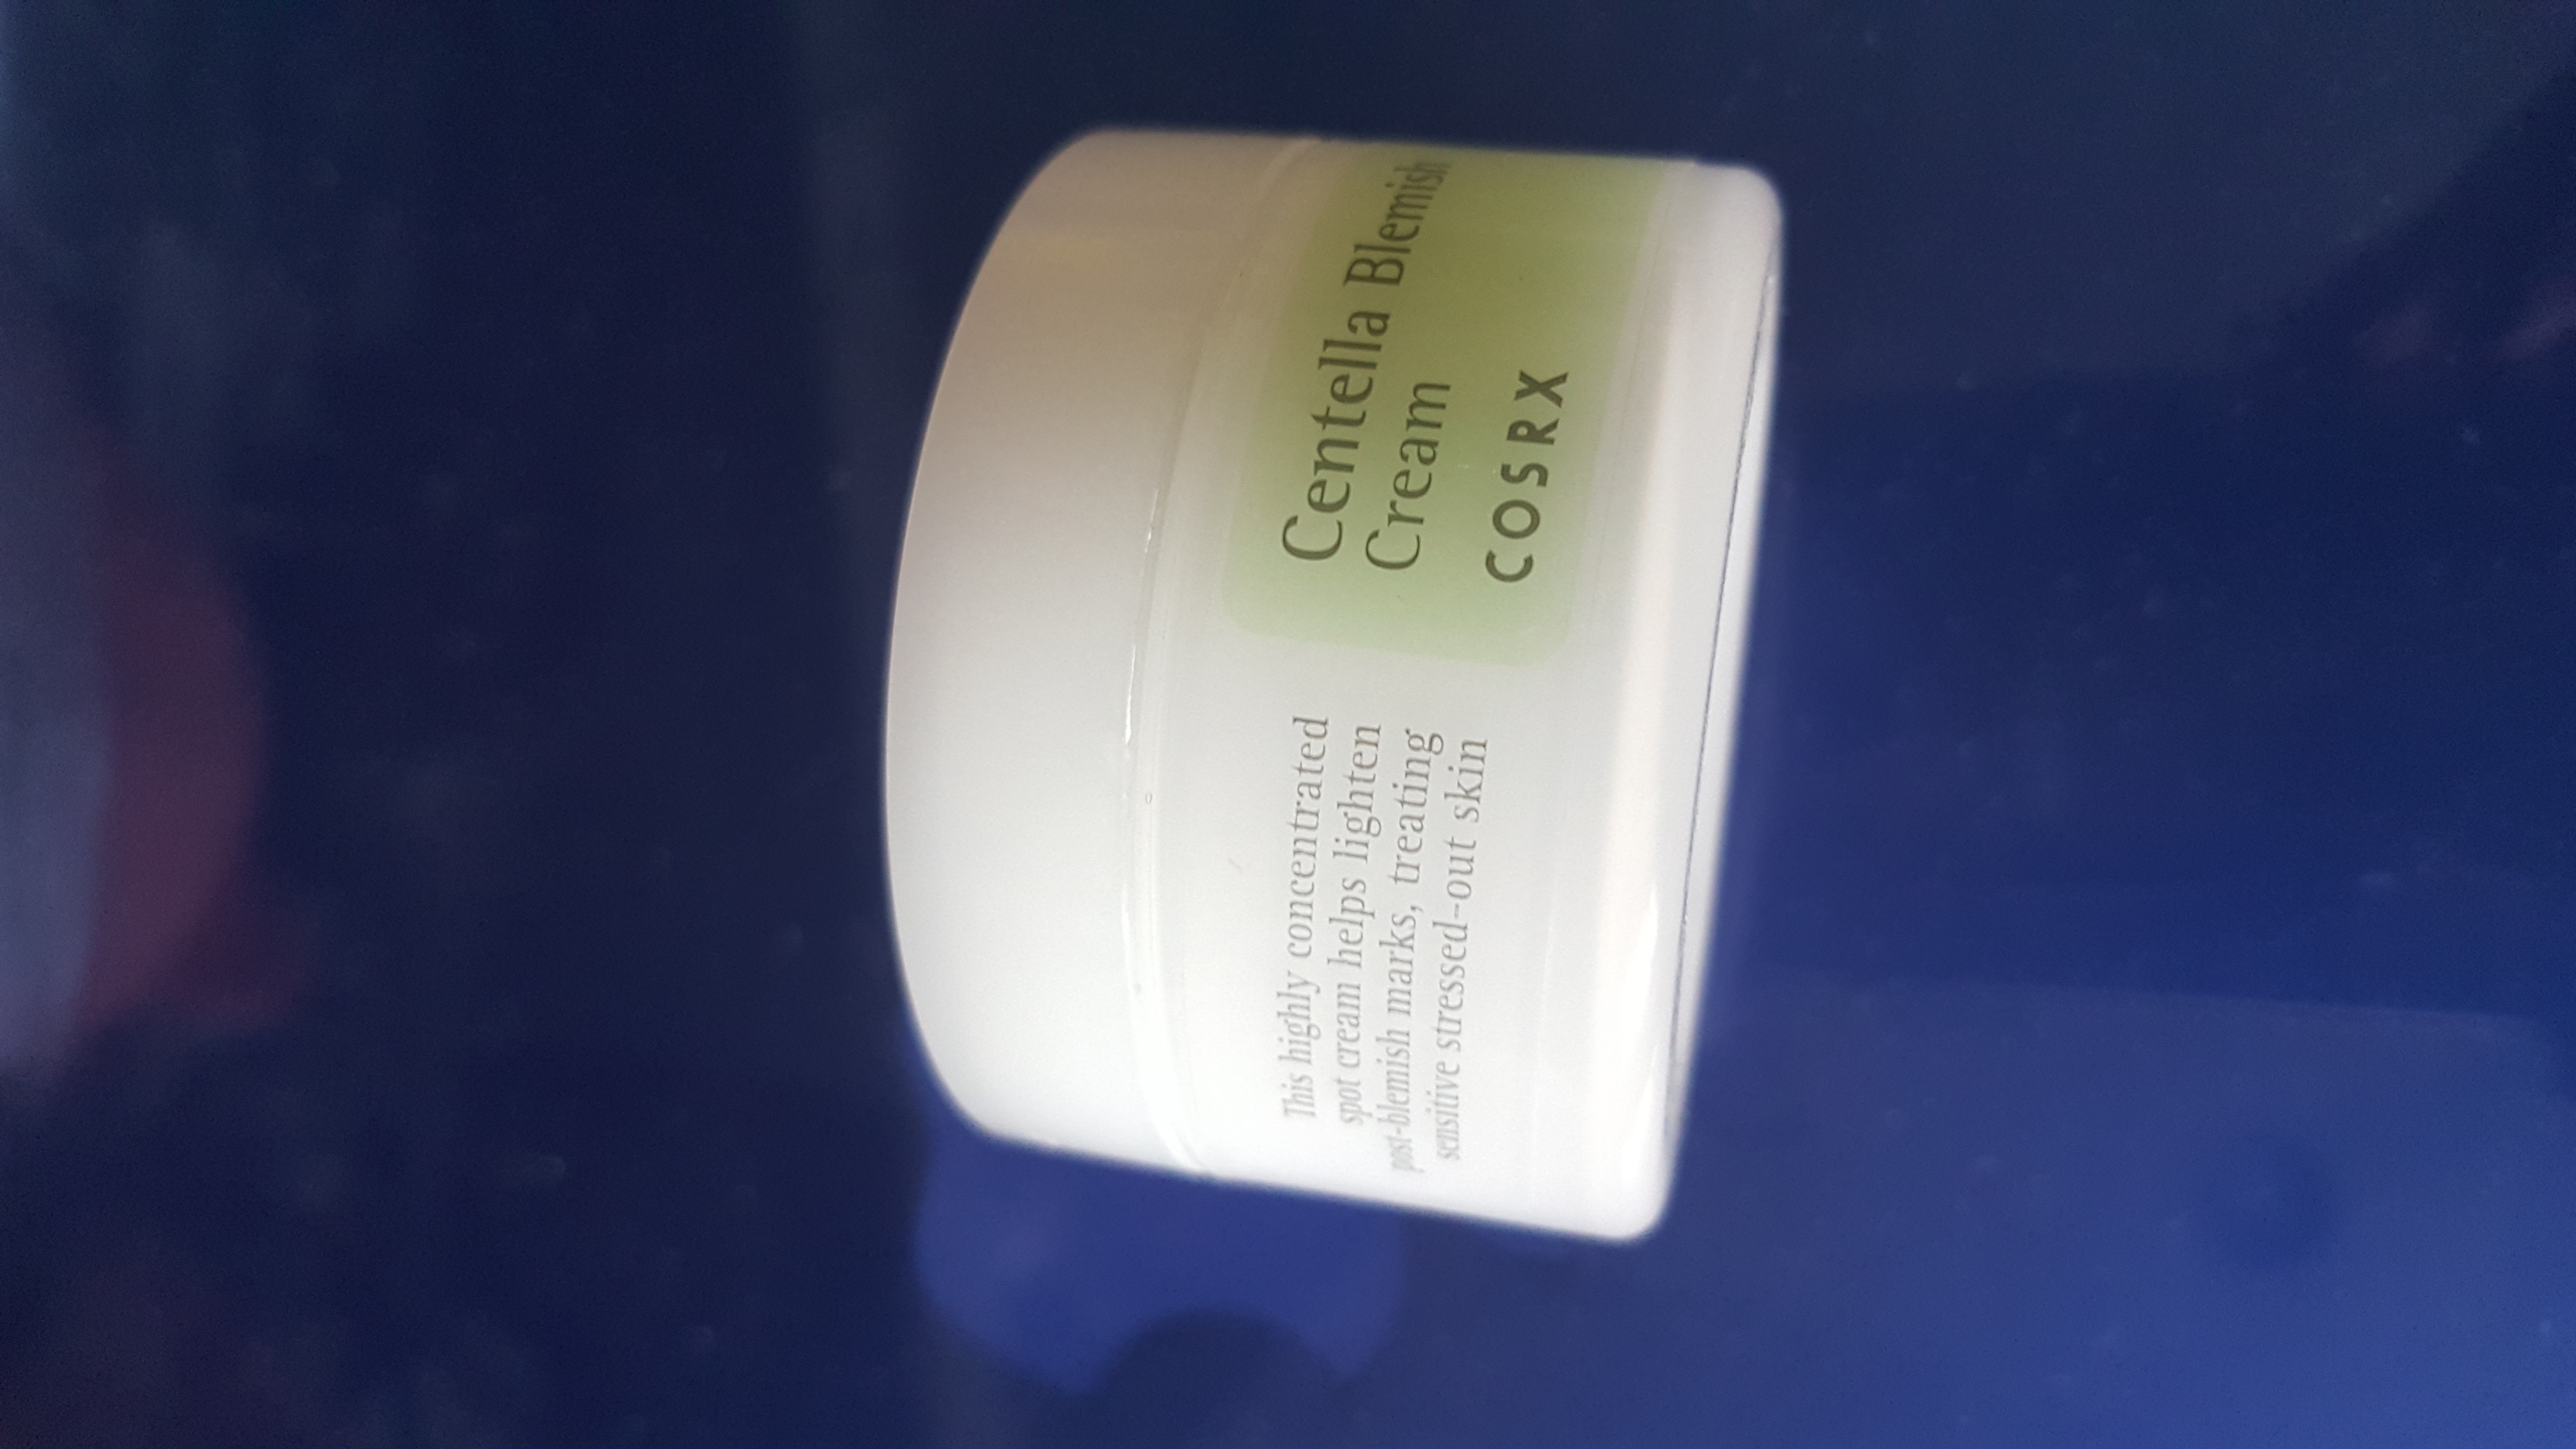 Centella Blemish
Cream
COSRX
This highly concentrated
spot cream helps lighten
post-blemish marks, treating
sensitive stressed-out skin